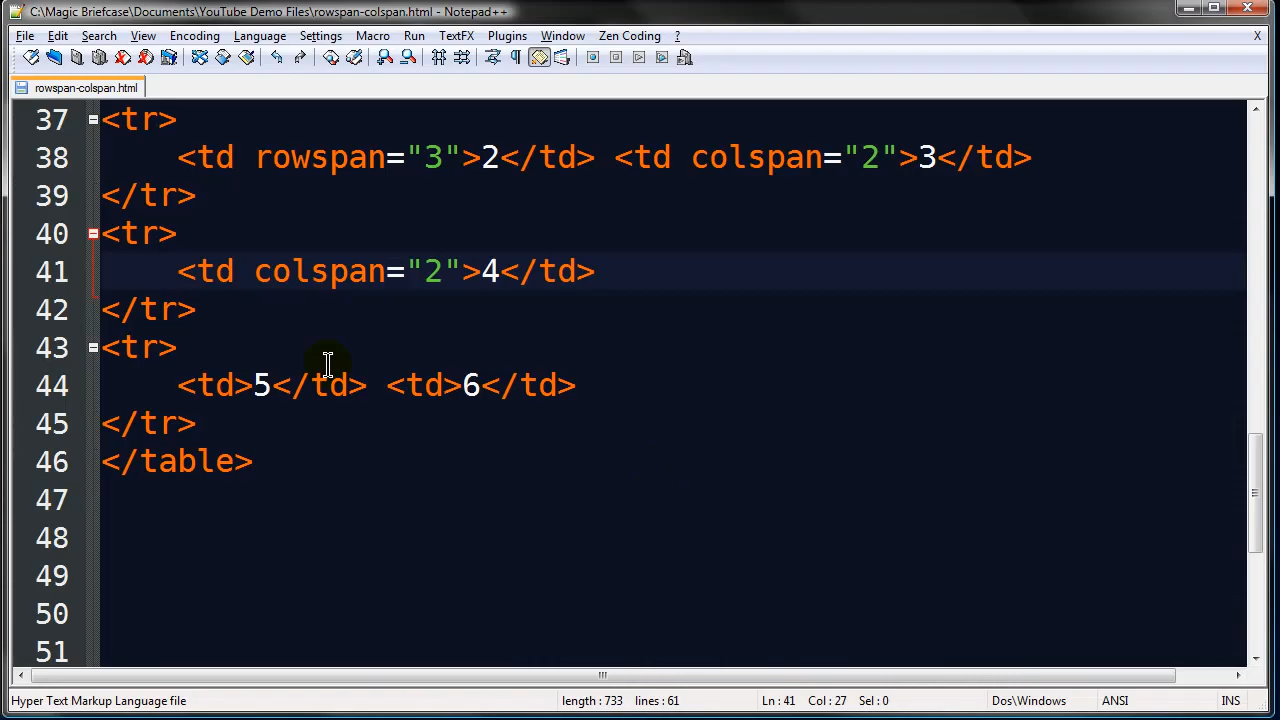 C:\Magic Briefcase\Documents\YouTube Demo Files\rowspan-colspan.html - Notepad++
File Edit Search View Encoding Language Settings Macro Run TextFX Plugins Window Zen Coding ? X
rowspan-colspan.html
37 <tr>
38 <td rowspan="3">2</td> <td colspan="2">3</td>
39 </tr>
40 <tr>
41 <td colspan="2">4</td>
42 </tr>
43 <tr>
44 <td>5</td> <td>6</td>
45 </tr>
46 </table>
47
48
49
50
51
Hyper Text Markup Language file length : 733 lines : 61 Ln : 41 Col : 27 Sel : 0 Dos\Windows ANSI INS